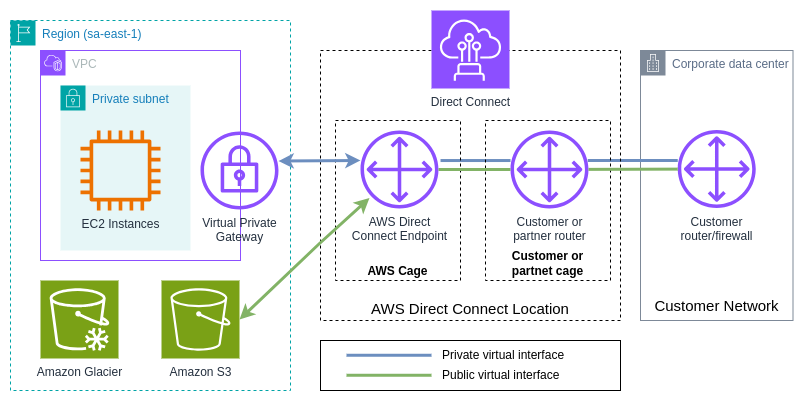 Region (sa-east-1)
VPC
Private subnet
EC2 Instances
Virtual Private
Gateway
Amazon Glacier
Amazon S3
Direct Connect
AWS Direct
Connect Endpoint
AWS Cage
Customer or
partner router
Customer or
partnet cage
AWS Direct Connect Location
Corporate data center
Customer
router/firewall
Customer Network
Private virtual interface
Public virtual interface